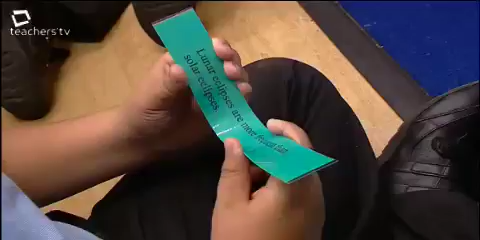 teachers'tv
Lunar eclipses are more frequent than
solar eclipses